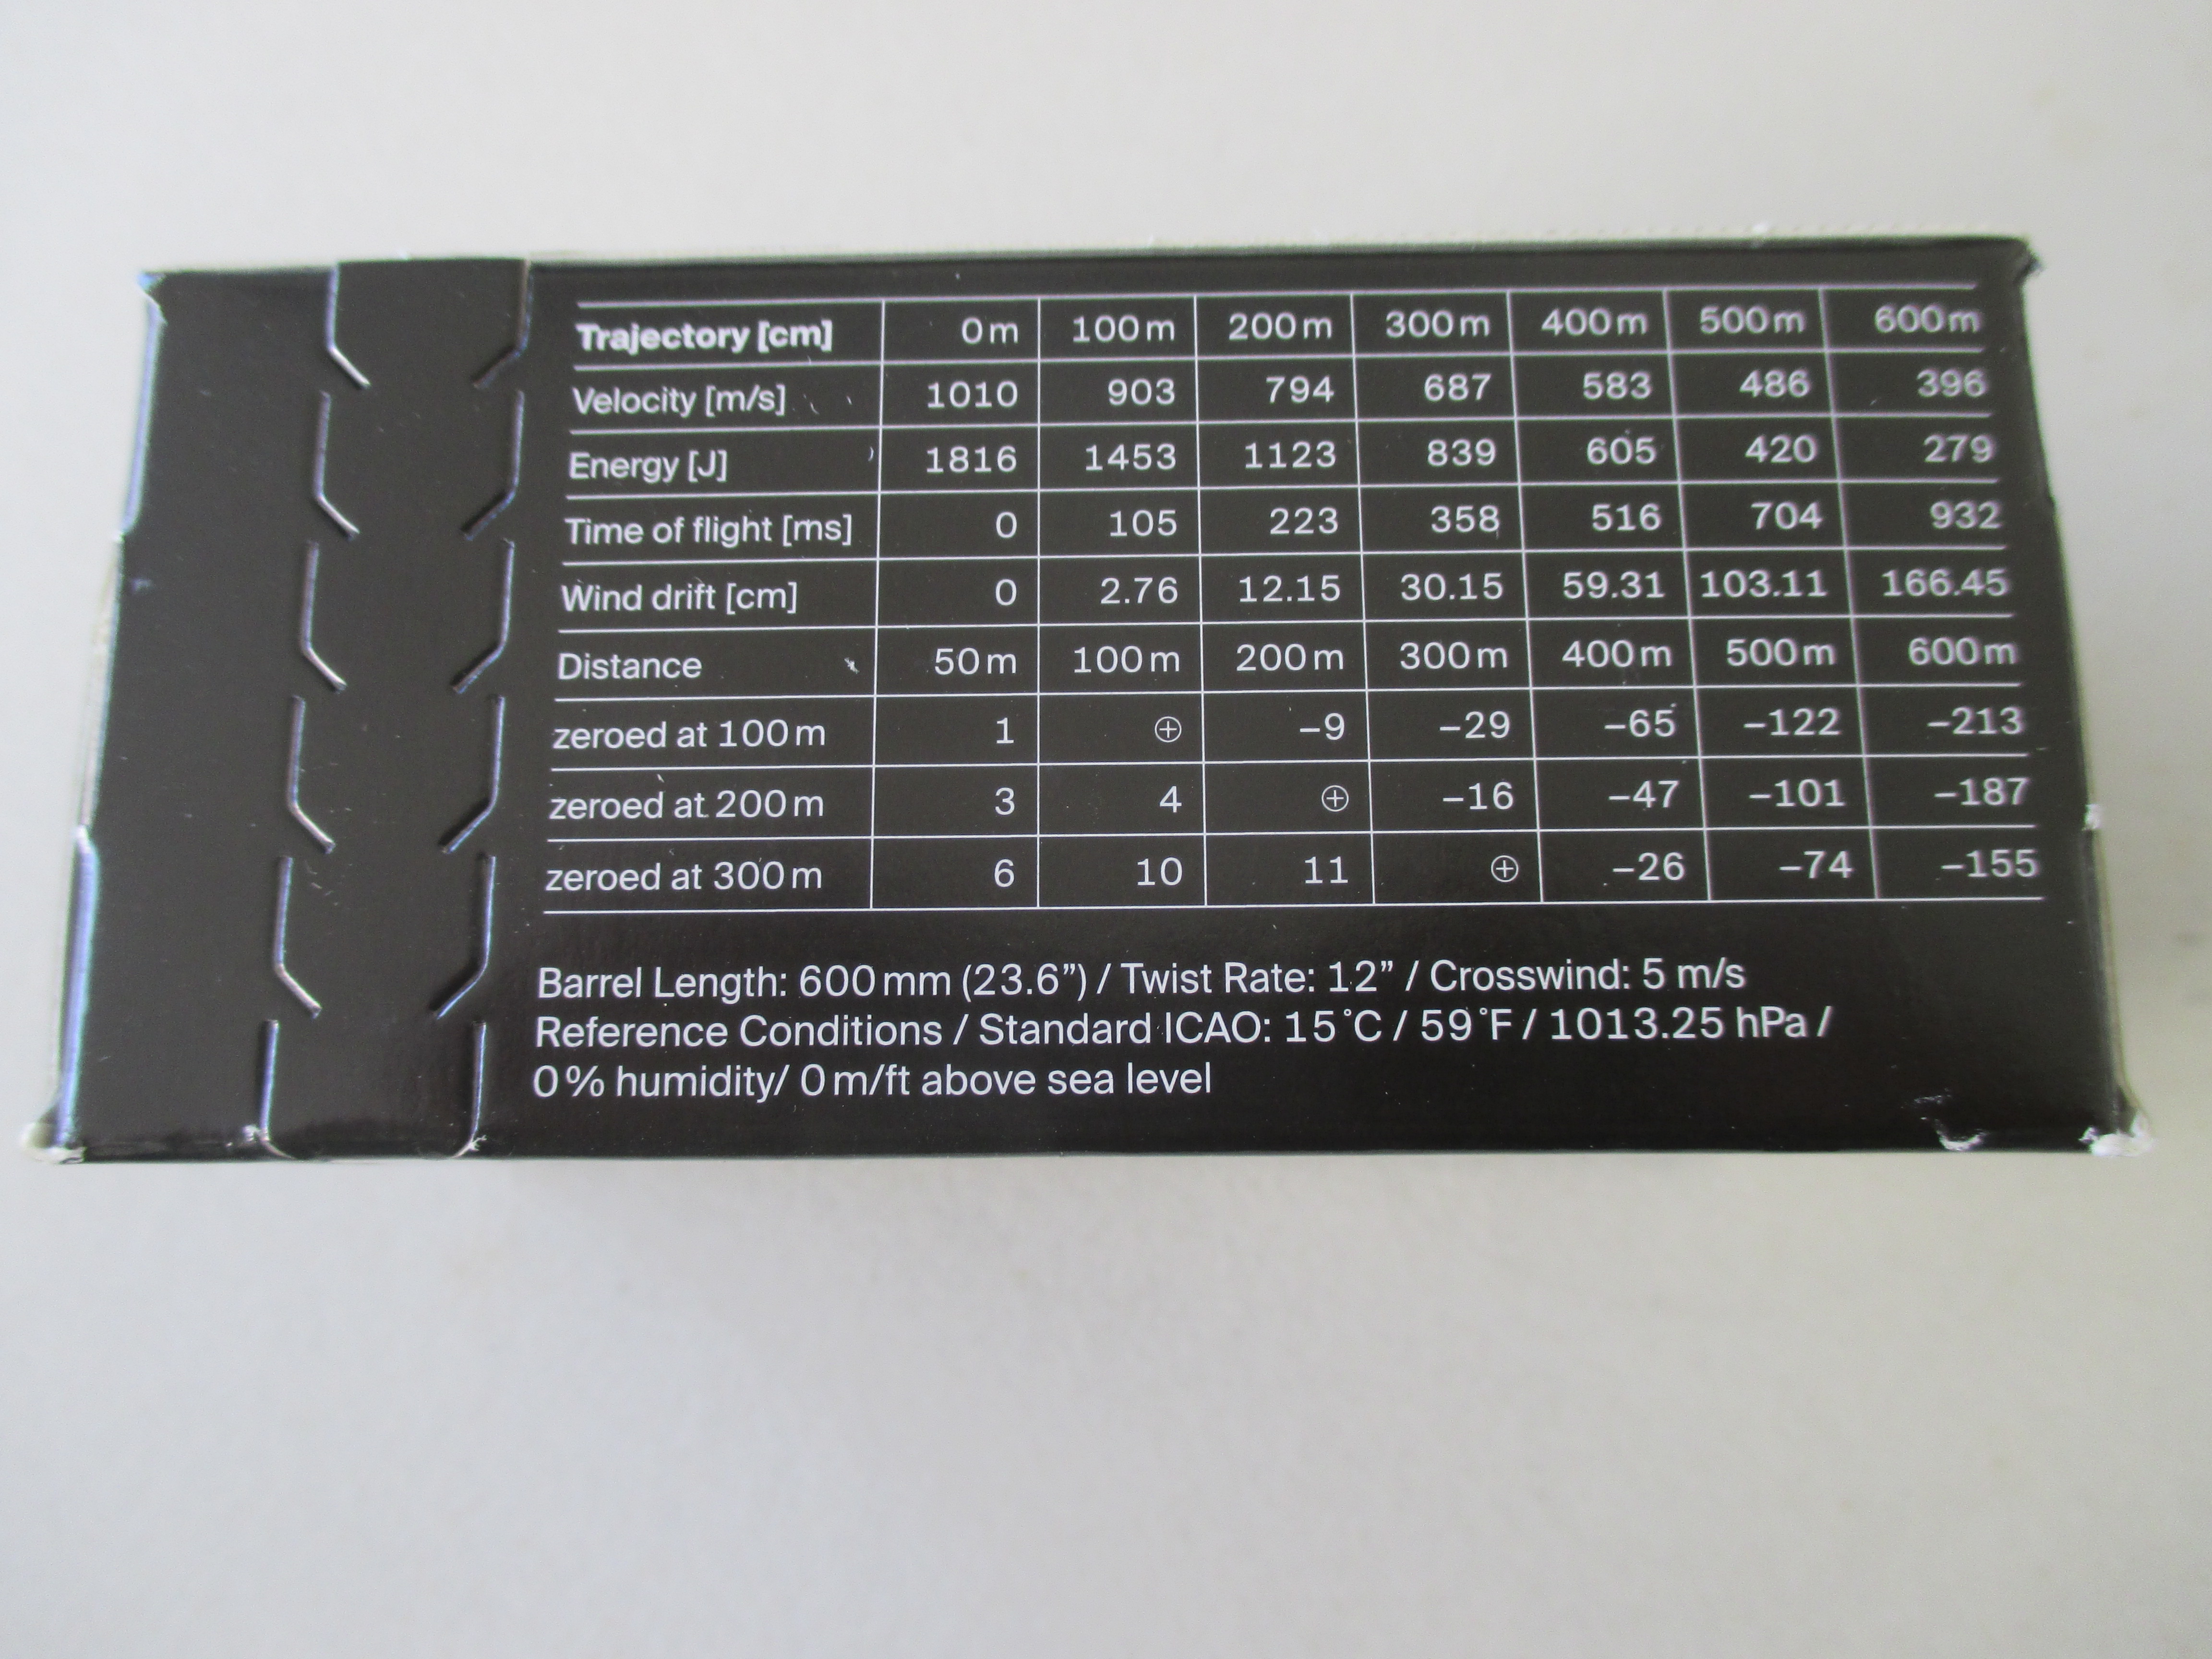 Trajectory [cm] 0 m 100 m 200 m 300 m 400 m 500 m 600 m
Velocity [m/s] 1010 903 794 687 583 486 396
Energy [J] 1816 1453 1123 839 605 420 279
Time of flight [ms] 0 105 223 358 516 704 932
Wind drift [cm] 0 2.76 12.15 30.15 59.31 103.11 166.45
Distance 50 m 100 m 200 m 300 m 400 m 500 m 600 m
zeroed at 100 m 1 ⊕ –9 –29 –65 –122 –213
zeroed at 200 m 3 4 ⊕ –16 –47 –101 –187
zeroed at 300 m 6 10 11 ⊕ –26 –74 –155
Barrel Length: 600 mm (23.6”) / Twist Rate: 12” / Crosswind: 5 m/s
Reference Conditions / Standard ICAO: 15 °C / 59 °F / 1013.25 hPa /
0 % humidity/ 0 m/ft above sea level